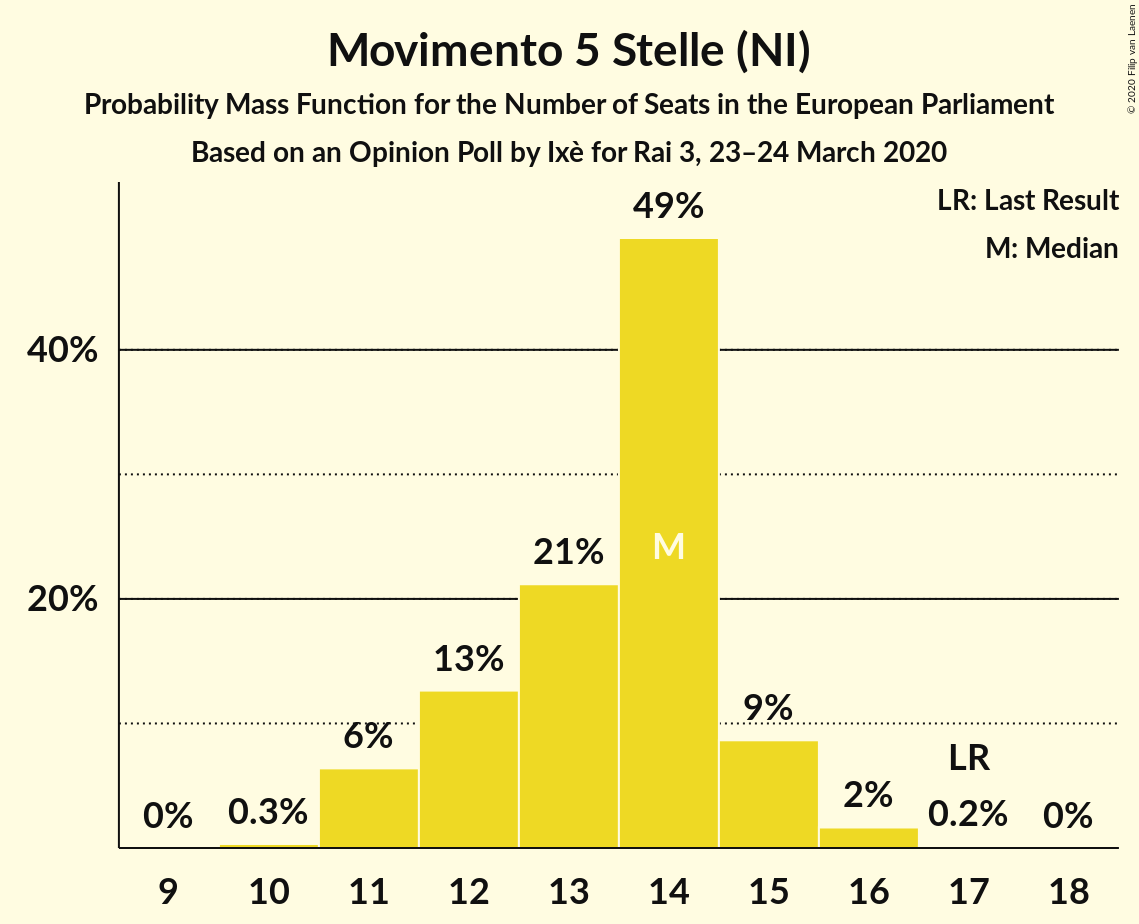 Movimento 5 Stelle (NI)
Probability Mass Function for the Number of Seats in the European Parliament
Based on an Opinion Poll by Ixè for Rai 3, 23–24 March 2020
© 2020 Filip van Laenen
LR: Last Result
M: Median
49%
40%
21%
M
20%
13%
9%
6%
LR
2%
0%
0.3%
0.2%
0%
9 10 11 12 13 14 15 16 17 18